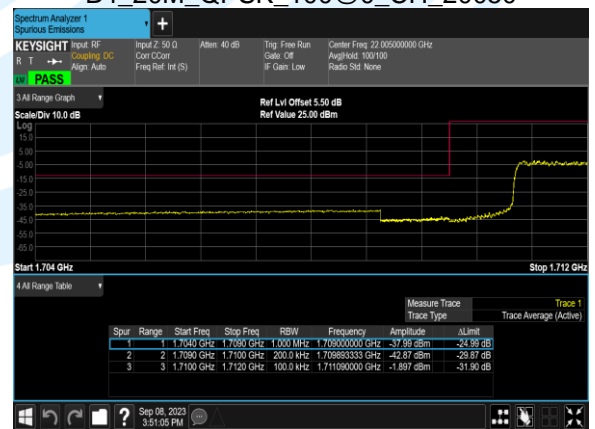 Spectrum Analyzer 1
Spurious Emissions
KEYSIGHT Input: RF Input Z: 50 Ω Atten: 40 dB Trig: Free Run Center Freq: 22.005000000 GHz
R T Coupling: DC Corr CCorr Gate: Off Avg|Hold: 100/100
Align: Auto Freq Ref: Int (S) IF Gain: Low Radio Std: None
PASS
3 All Range Graph
Ref Lvl Offset 5.50 dB
Scale/Div 10.0 dB Ref Value 25.00 dBm
Log
15.0
5.00
-5.00
-15.0
-25.0
-35.0
-45.0
-55.0
-65.0
Start 1.704 GHz Stop 1.712 GHz
4 All Range Table
Measure Trace Trace 1
Trace Type Trace Average (Active)
Spur Range Start Freq Stop Freq RBW Frequency Amplitude ΔLimit
1 1 1.7040 GHz 1.7090 GHz 1.000 MHz 1.709000000 GHz -37.99 dBm -24.99 dB
2 2 1.7090 GHz 1.7100 GHz 200.0 kHz 1.709893333 GHz -42.87 dBm -29.87 dB
3 3 1.7100 GHz 1.7120 GHz 100.0 kHz 1.711090000 GHz -1.897 dBm -31.90 dB
? Sep 08, 2023
3:51:05 PM